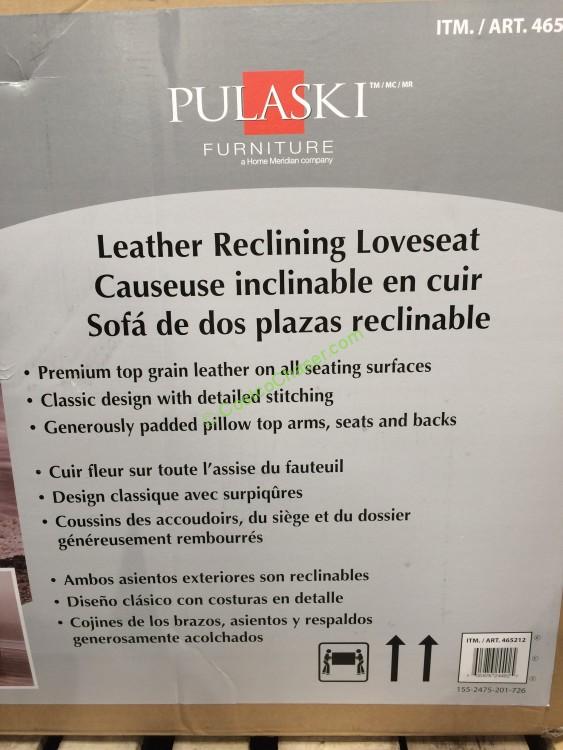 ITM. / ART. 465
PULASKI TM/MC/MR
FURNITURE
a Home Meridian company
Leather Reclining Loveseat
Causeuse inclinable en cuir
Sofá de dos plazas reclinable
• Premium top grain leather on all seating surfaces
• Classic design with detailed stitching
• Generously padded pillow top arms, seats and backs
© CostcoChaser.com
• Cuir fleur sur toute l'assise du fauteuil
• Design classique avec surpiqûres
• Coussins des accoudoirs, du siège et du dossier
généreusement rembourrés
• Ambos asientos exteriores son reclinables
• Diseño clásico con costuras en detalle
• Cojines de los brazos, asientos y respaldos
generosamente acolchados
ITM. / ART. 465212
155-2475-201-726